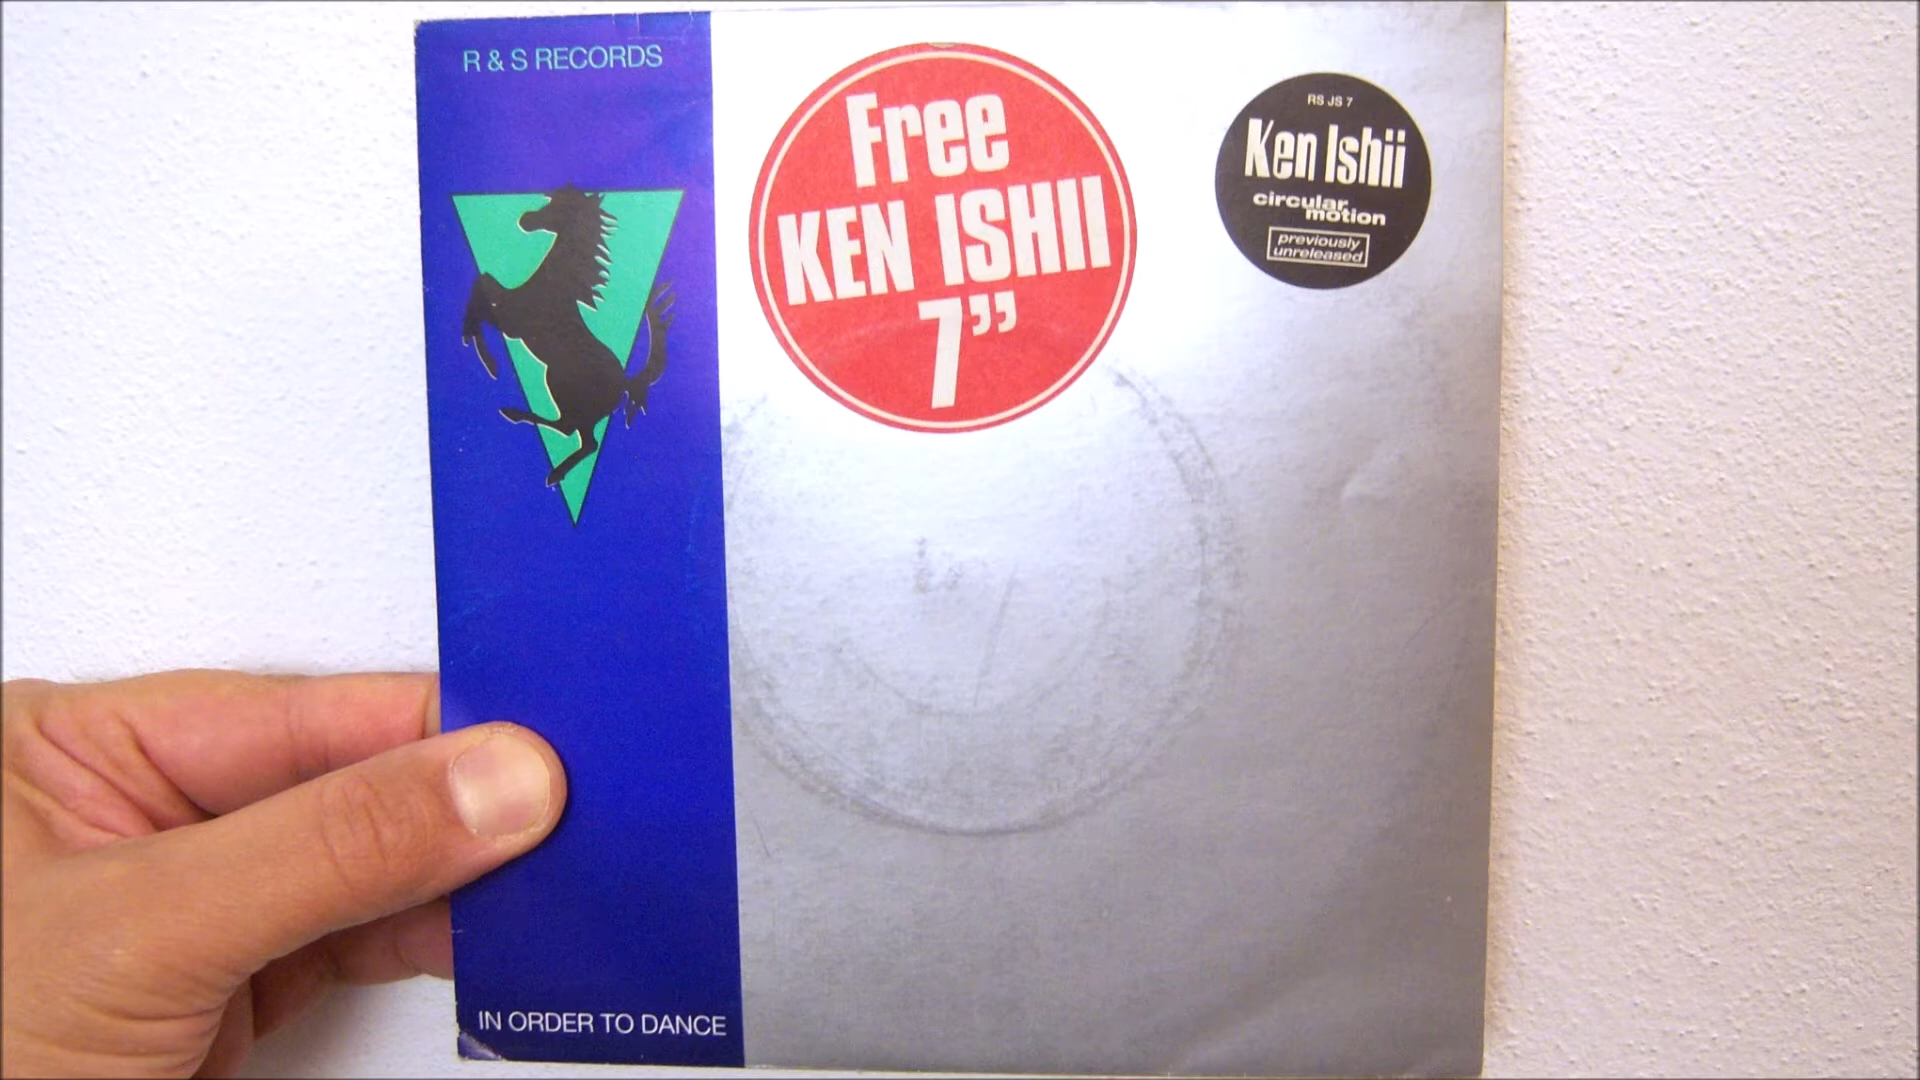 R & S RECORDS
Free
KEN ISHII
7”
RS JS 7
Ken Ishii
circular
motion
previously
unreleased
IN ORDER TO DANCE